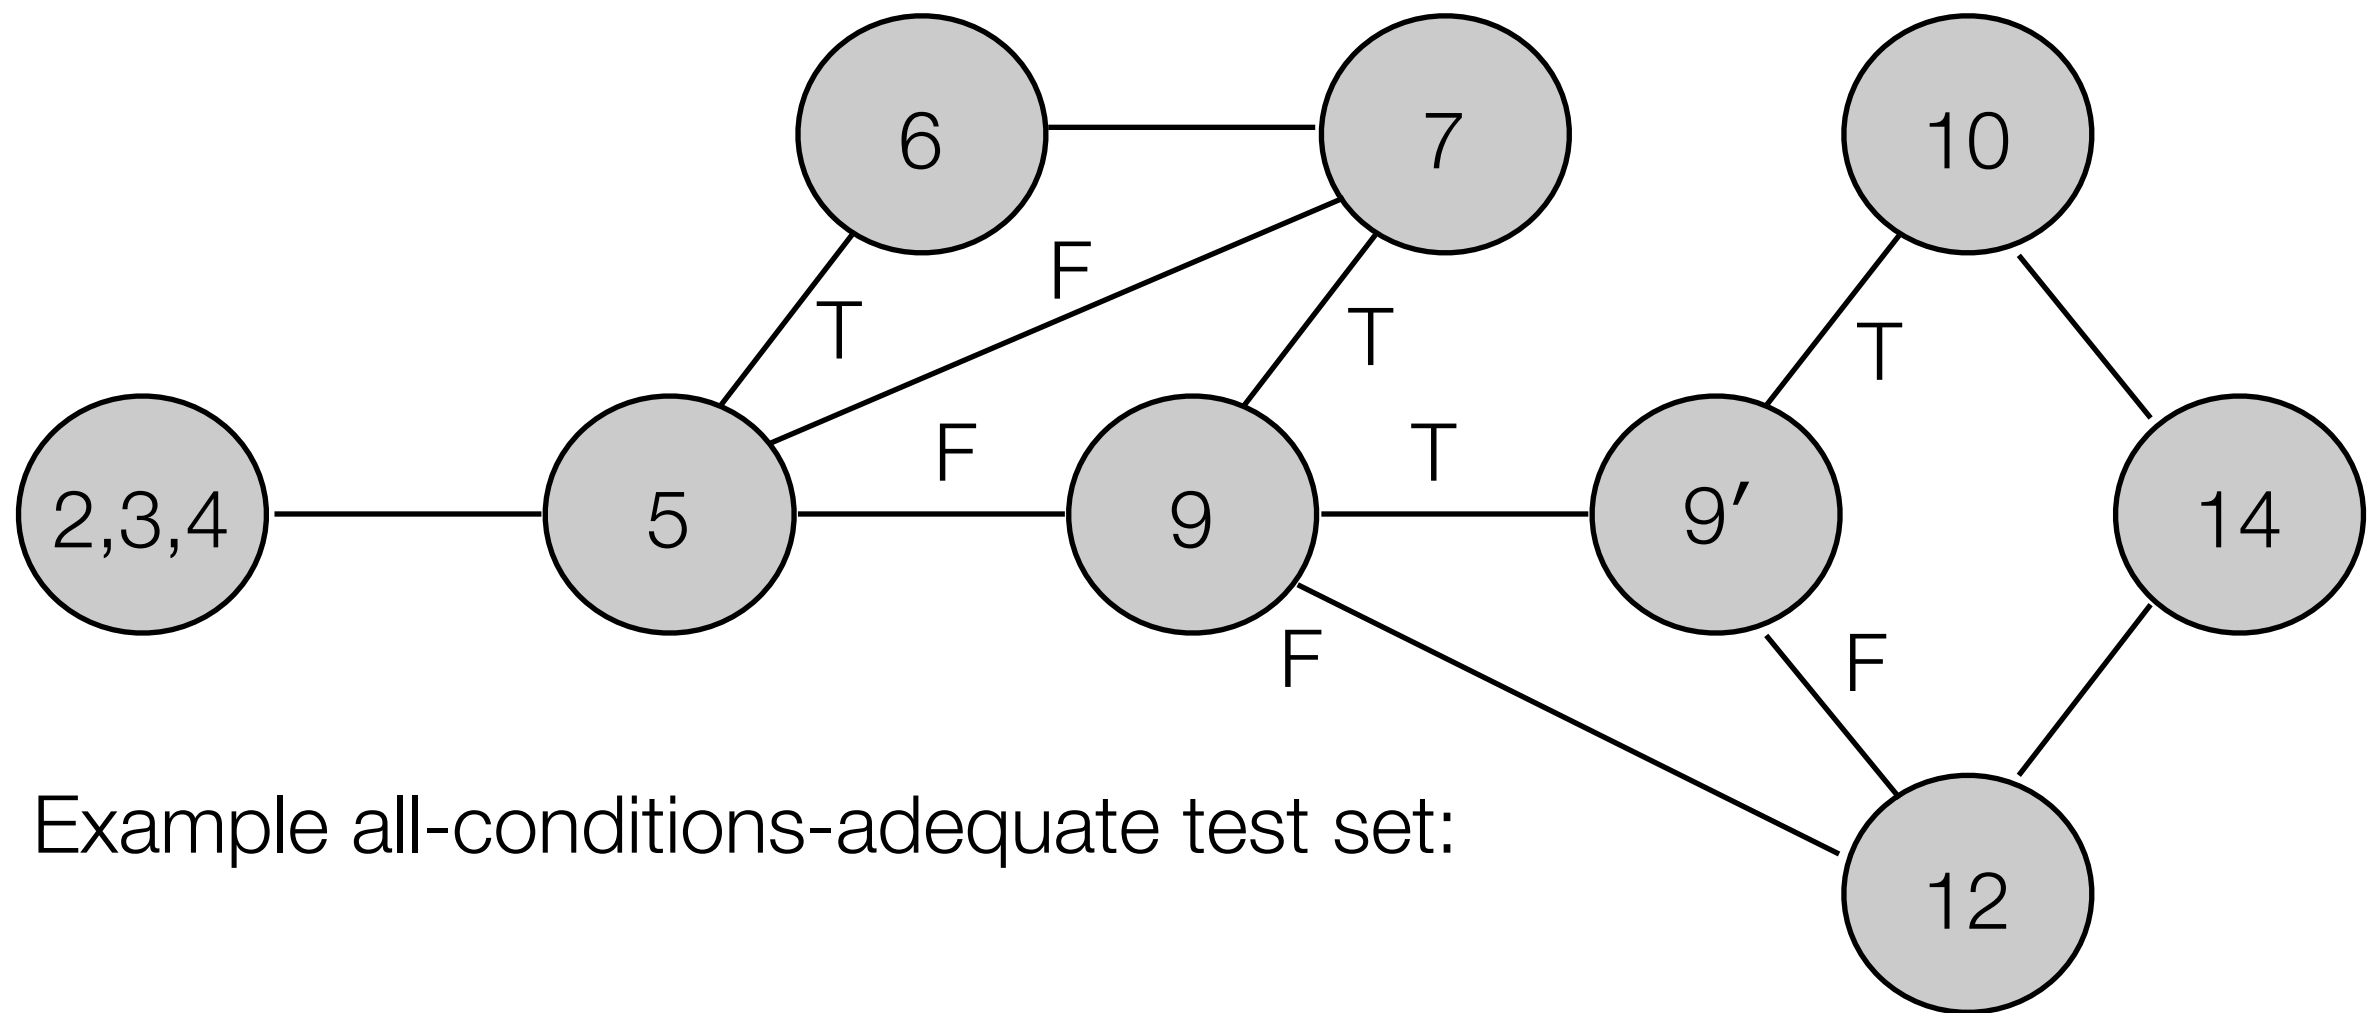 6
7
10
F
T
T
T
F
T
2,3,4
5
9
9′
14
F
F
Example all-conditions-adequate test set:
12